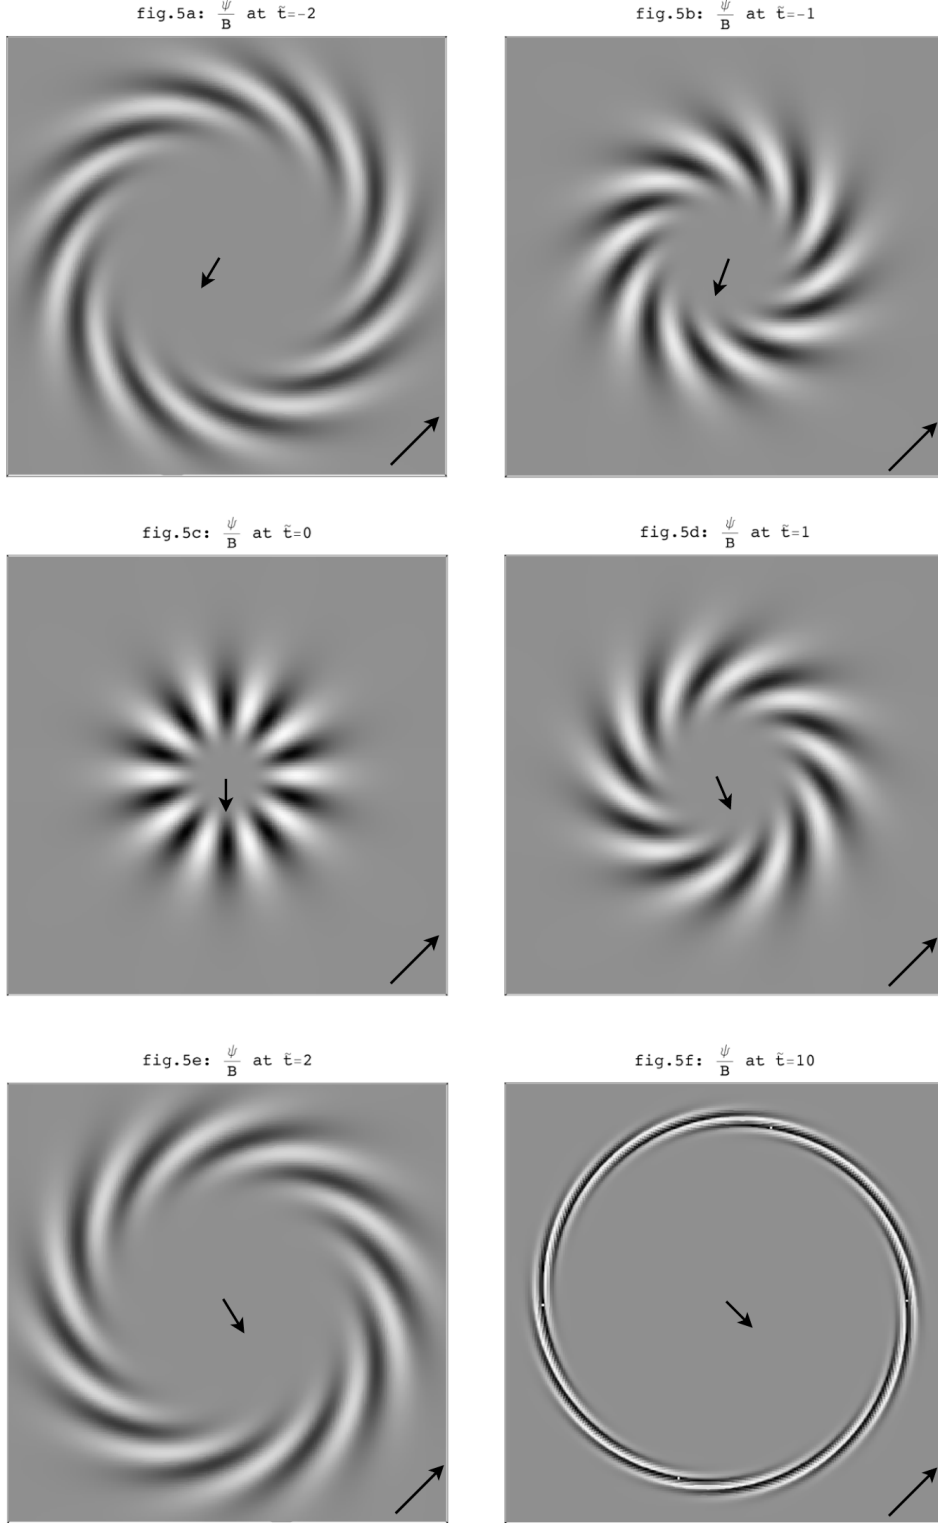 fig.5a: ψ/B at t̃=-2
fig.5b: ψ/B at t̃=-1
fig.5c: ψ/B at t̃=0
fig.5d: ψ/B at t̃=1
fig.5e: ψ/B at t̃=2
fig.5f: ψ/B at t̃=10